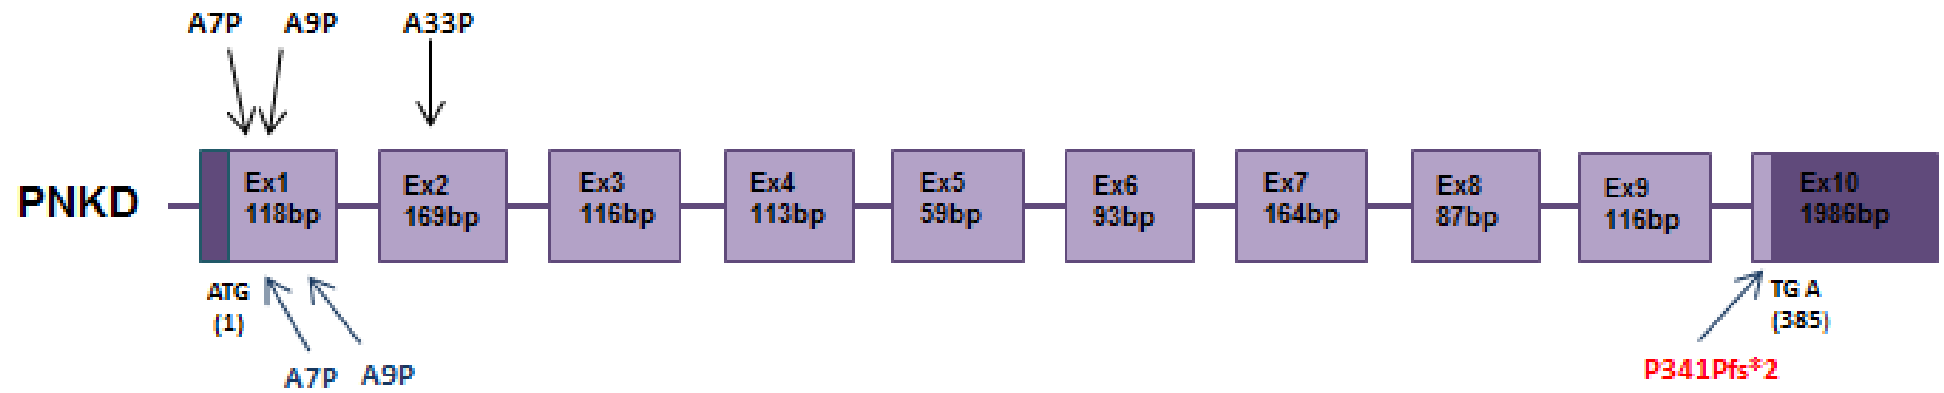 A7P A9P A33P
PNKD
Ex1
118bp
Ex2
169bp
Ex3
116bp
Ex4
113bp
Ex5
59bp
Ex6
93bp
Ex7
164bp
Ex8
87bp
Ex9
116bp
Ex10
1986bp
ATG
(1)
TG A
(385)
A7P A9P
P341Pfs*2